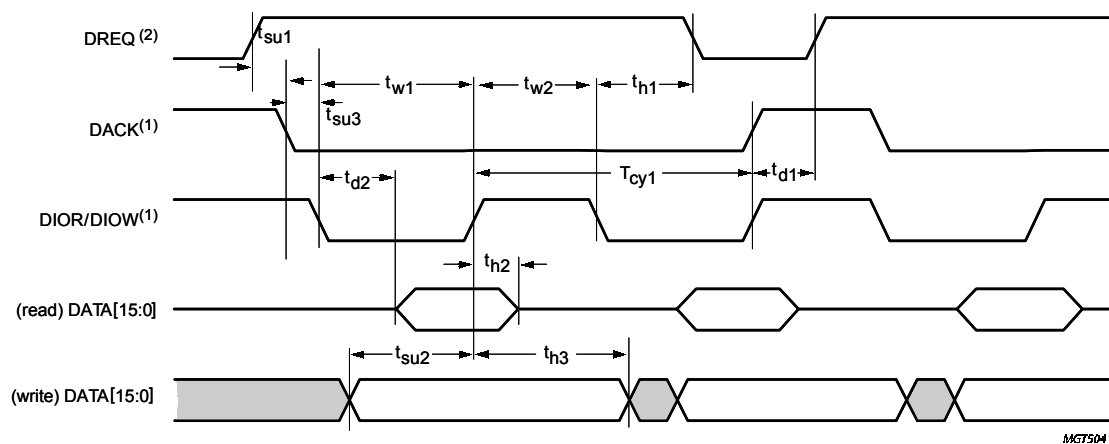 DREQ (2)
tsu1
tw1
tw2
th1
tsu3
DACK(1)
td2
Tcy1
td1
DIOR/DIOW(1)
th2
(read) DATA[15:0]
tsu2
th3
(write) DATA[15:0]
MGT504